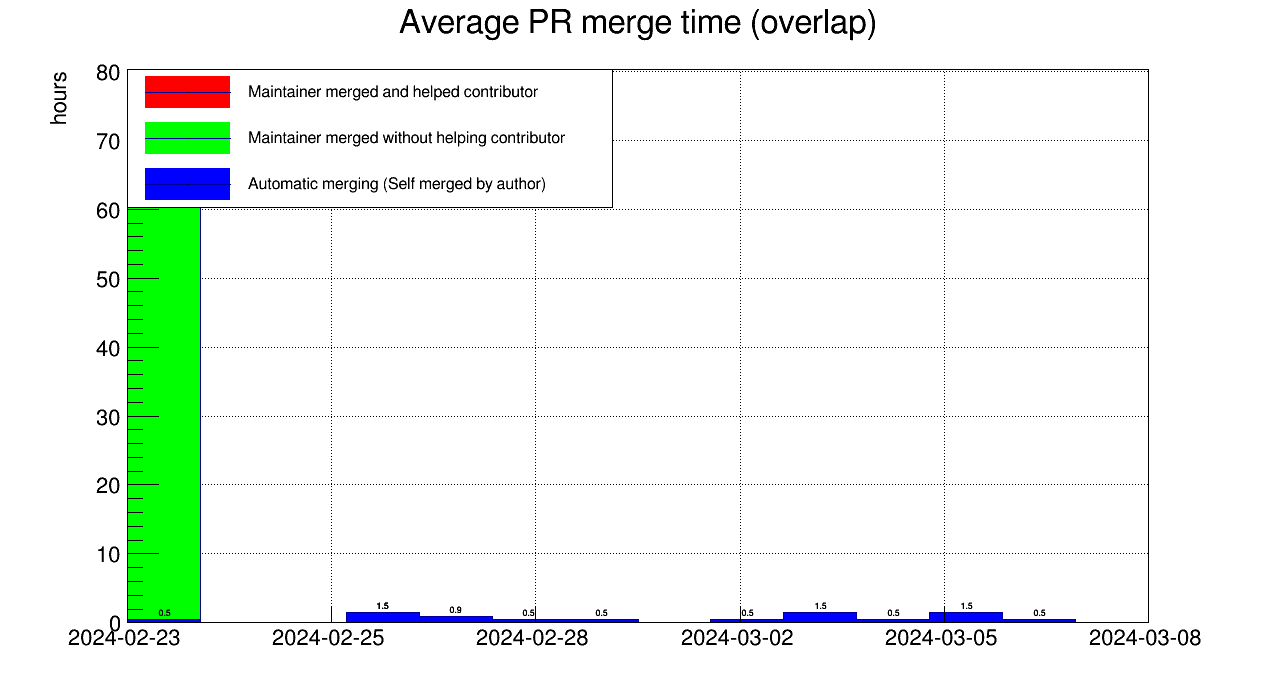 Average PR merge time (overlap)
hours
80
70
60
50
40
30
20
10
0
Maintainer merged and helped contributor
Maintainer merged without helping contributor
Automatic merging (Self merged by author)
0.5 1.5 0.9 0.5 0.5 0.5 1.5 0.5 1.5 0.5
2024-02-23 2024-02-25 2024-02-28 2024-03-02 2024-03-05 2024-03-08